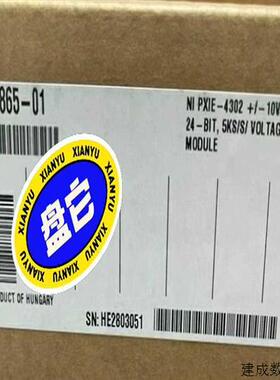 865-01
NI PXIE-4302 +/-10V
24-BIT, 5KS/S/ VOLTAG
MODULE
XIANYU
XIANYU
XIANYU
XIANYU
XIANYU
盘它
DUCT OF HUNGARY
SN: HE2803051
建成数